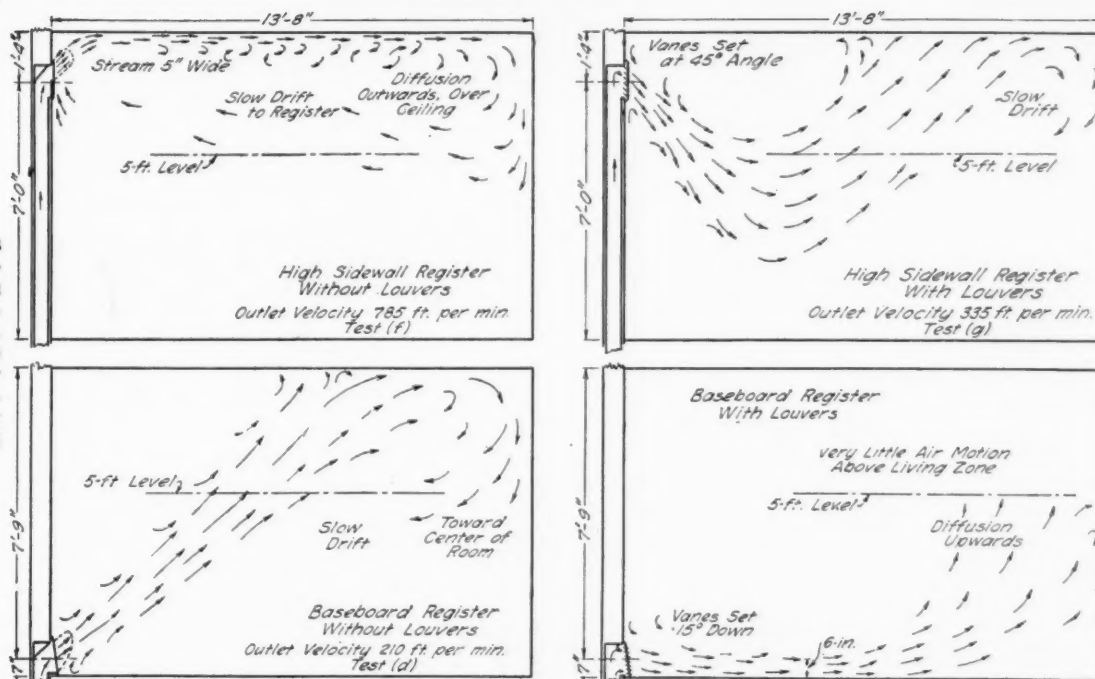 13'-8"
1'-4"
Stream 5" Wide
Diffusion
Outwards, Over
Ceiling
Slow Drift
to Register
5-ft. Level
7'-0"
High Sidewall Register
Without Louvers
Outlet Velocity 785 ft. per min.
Test (f)
13'-8"
1'-4"
Vanes Set
at 45° Angle
Slow
Drift
5-ft. Level
7'-0"
High Sidewall Register
With Louvers
Outlet Velocity 335 ft. per min.
Test (g)
5-ft Level
7'-9"
Slow
Drift
Toward
Center of
Room
Baseboard Register
Without Louvers
Outlet Velocity 210 ft. per min.
Test (d)
7"
Baseboard Register
With Louvers
very Little Air Motion
Above Living Zone
5-ft. Level
7'-9"
Diffusion
Upwards
Vanes Set
15° Down
6-in.
7"